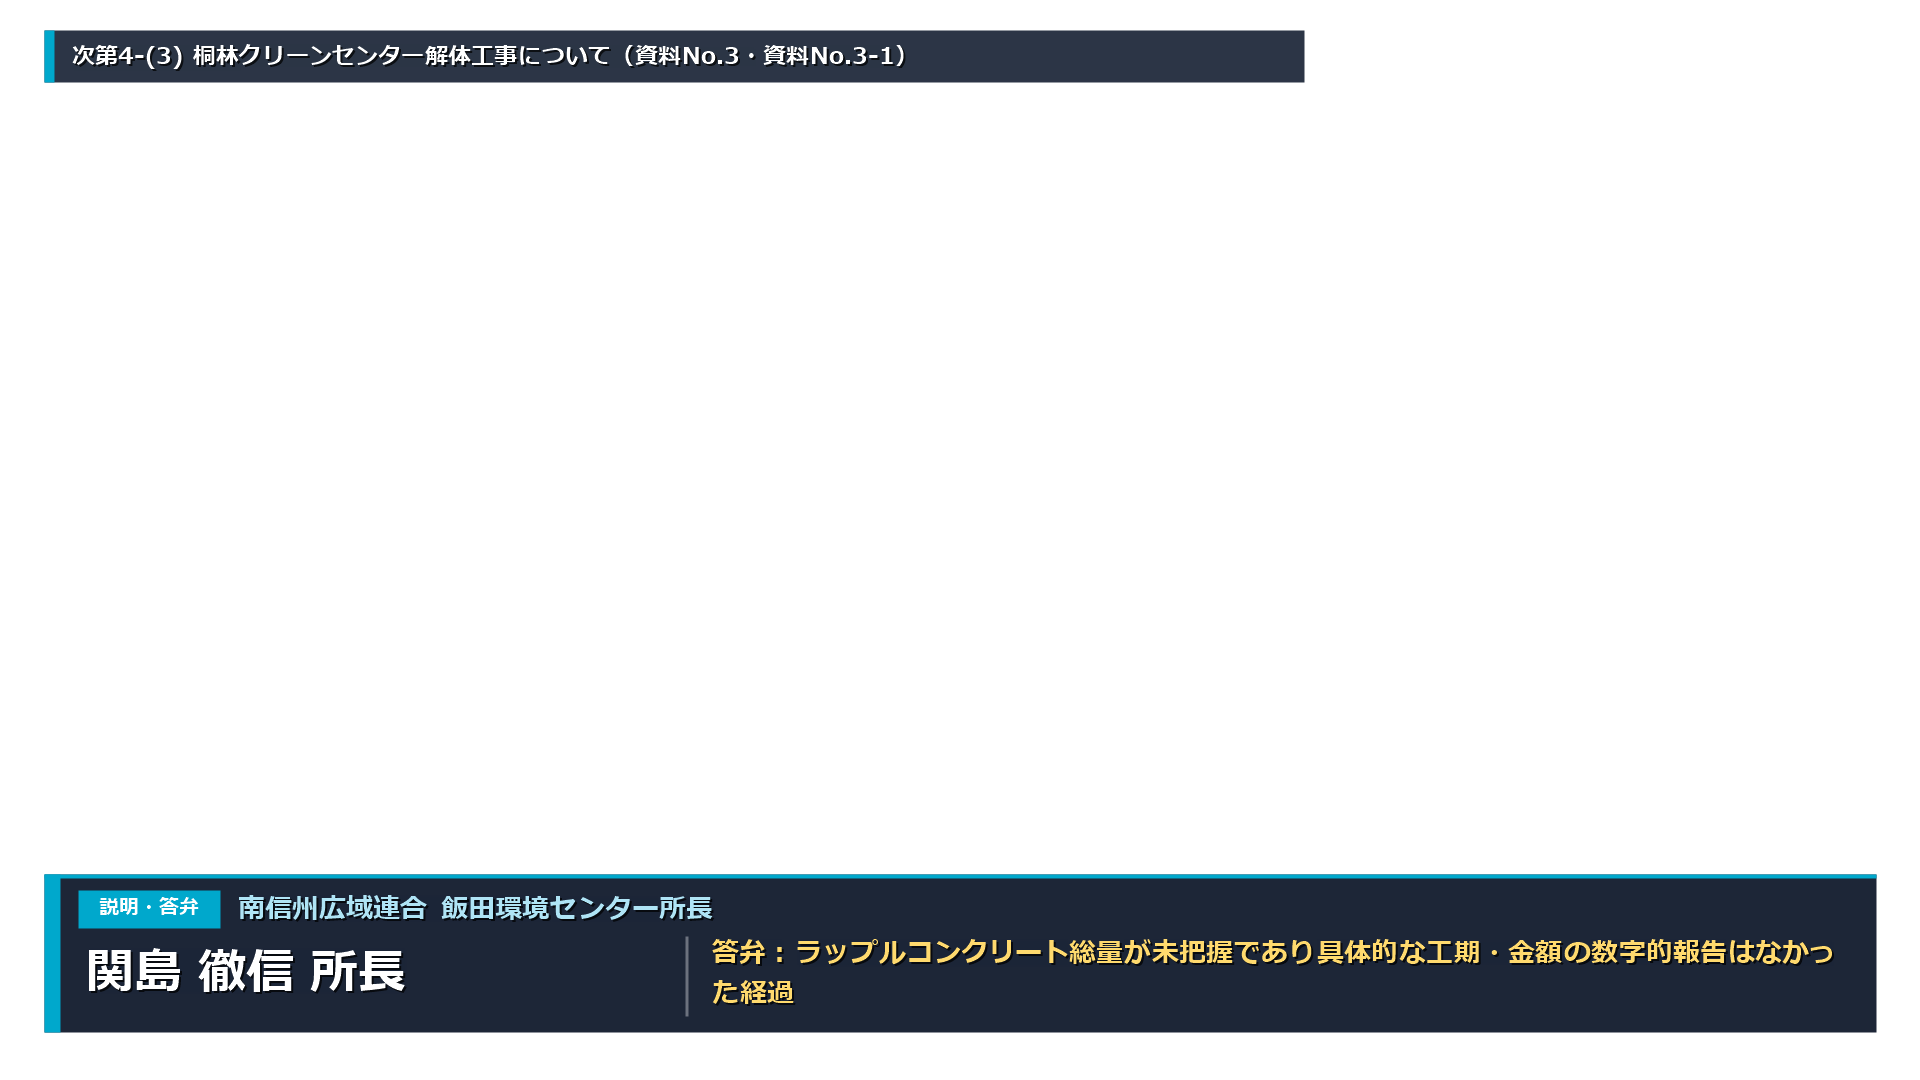 次第4-(3) 桐林クリーンセンター解体工事について（資料No.3・資料No.3-1）
説明・答弁 南信州広域連合 飯田環境センター所長
関島 徹信 所長
答弁：ラップルコンクリート総量が未把握であり具体的な工期・金額の数字的報告はなかっ
た経過